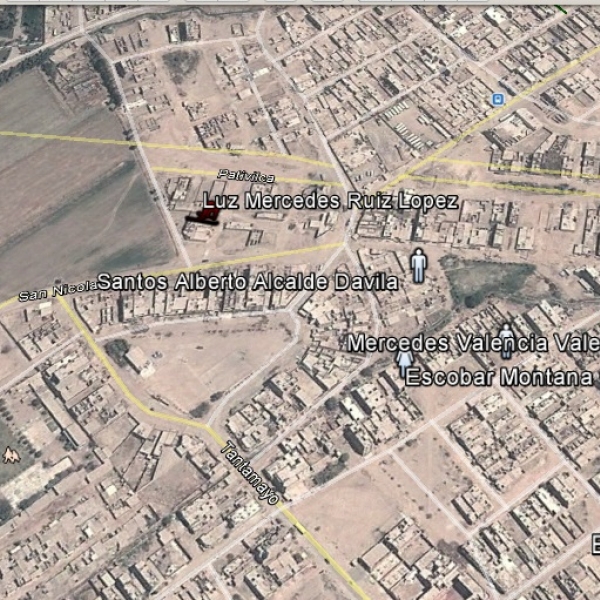 Pativilca
Luz Mercedes Ruiz Lopez
San Nicola
Santos Alberto Alcalde Davila
Mercedes Valencia Vale
Escobar Montana
Tantamayo